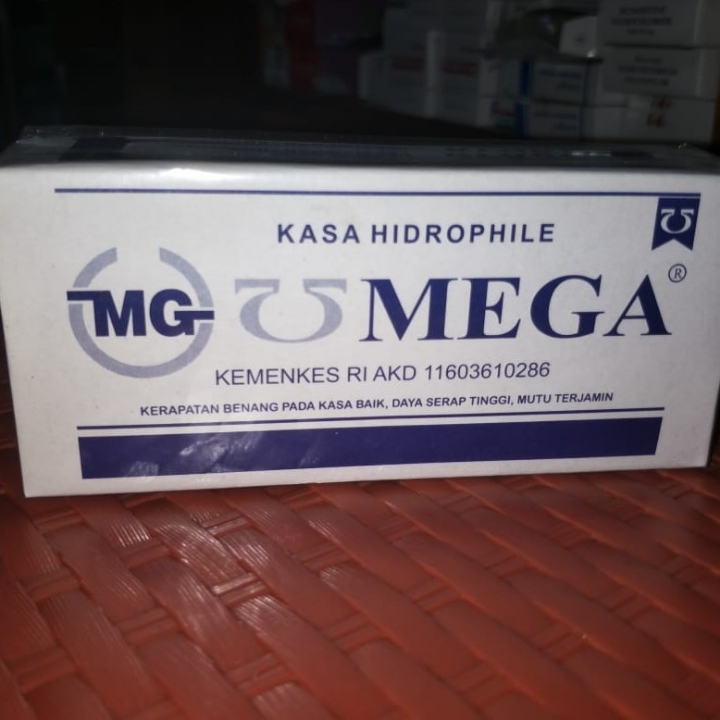 KASA HIDROPHILE
MG
℧MEGA®
KEMENKES RI AKD 11603610286
KERAPATAN BENANG PADA KASA BAIK, DAYA SERAP TINGGI, MUTU TERJAMIN